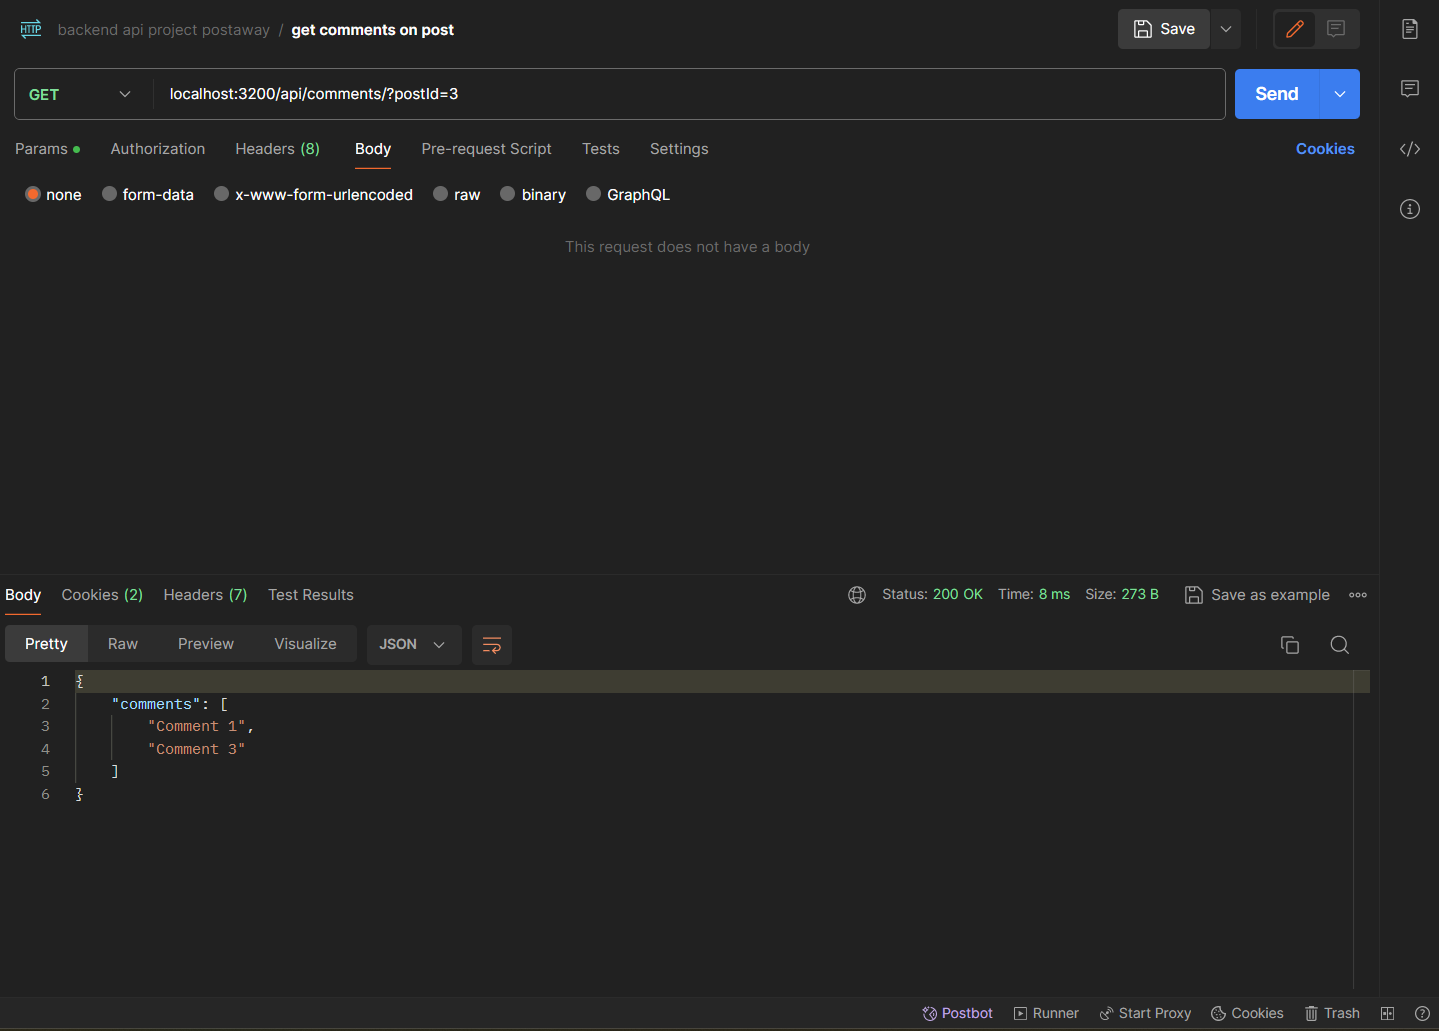 HTTP backend api project postaway / get comments on post Save
GET localhost:3200/api/comments/?postId=3 Send
Params Authorization Headers (8) Body Pre-request Script Tests Settings Cookies
none form-data x-www-form-urlencoded raw binary GraphQL
This request does not have a body
Body Cookies (2) Headers (7) Test Results Status: 200 OK Time: 8 ms Size: 273 B Save as example
Pretty Raw Preview Visualize JSON
1 {
2 "comments": [
3 "Comment 1",
4 "Comment 3"
5 ]
6 }
Postbot Runner Start Proxy Cookies Trash